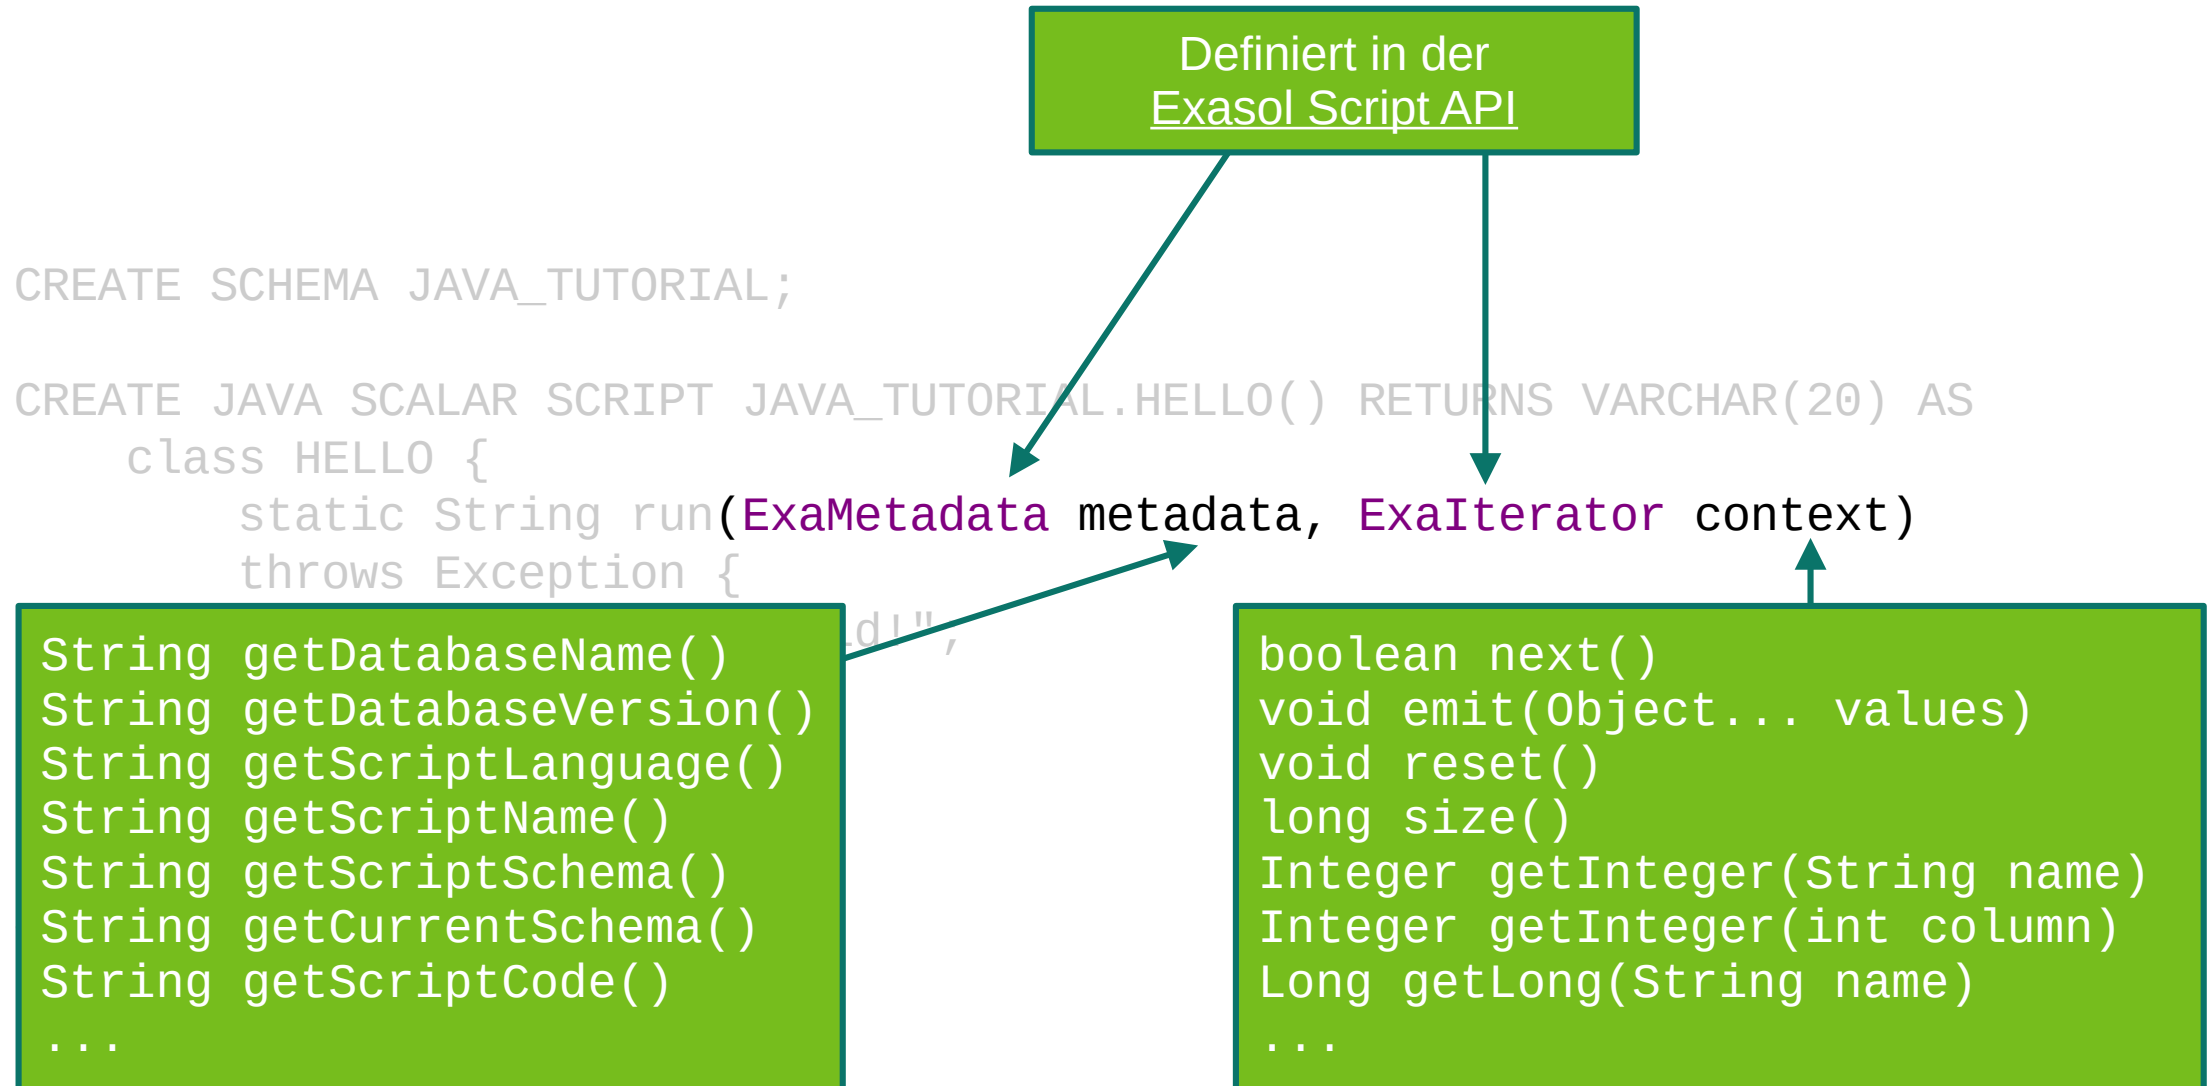 Definiert in der
Exasol Script API
CREATE SCHEMA JAVA_TUTORIAL;
CREATE JAVA SCALAR SCRIPT JAVA_TUTORIAL.HELLO() RETURNS VARCHAR(20) AS
class HELLO {
static String run(ExaMetadata metadata, ExaIterator context)
throws Exception {
String getDatabaseName()
String getDatabaseVersion()
String getScriptLanguage()
String getScriptName()
String getScriptSchema()
String getCurrentSchema()
String getScriptCode()
...
boolean next()
void emit(Object... values)
void reset()
long size()
Integer getInteger(String name)
Integer getInteger(int column)
Long getLong(String name)
...